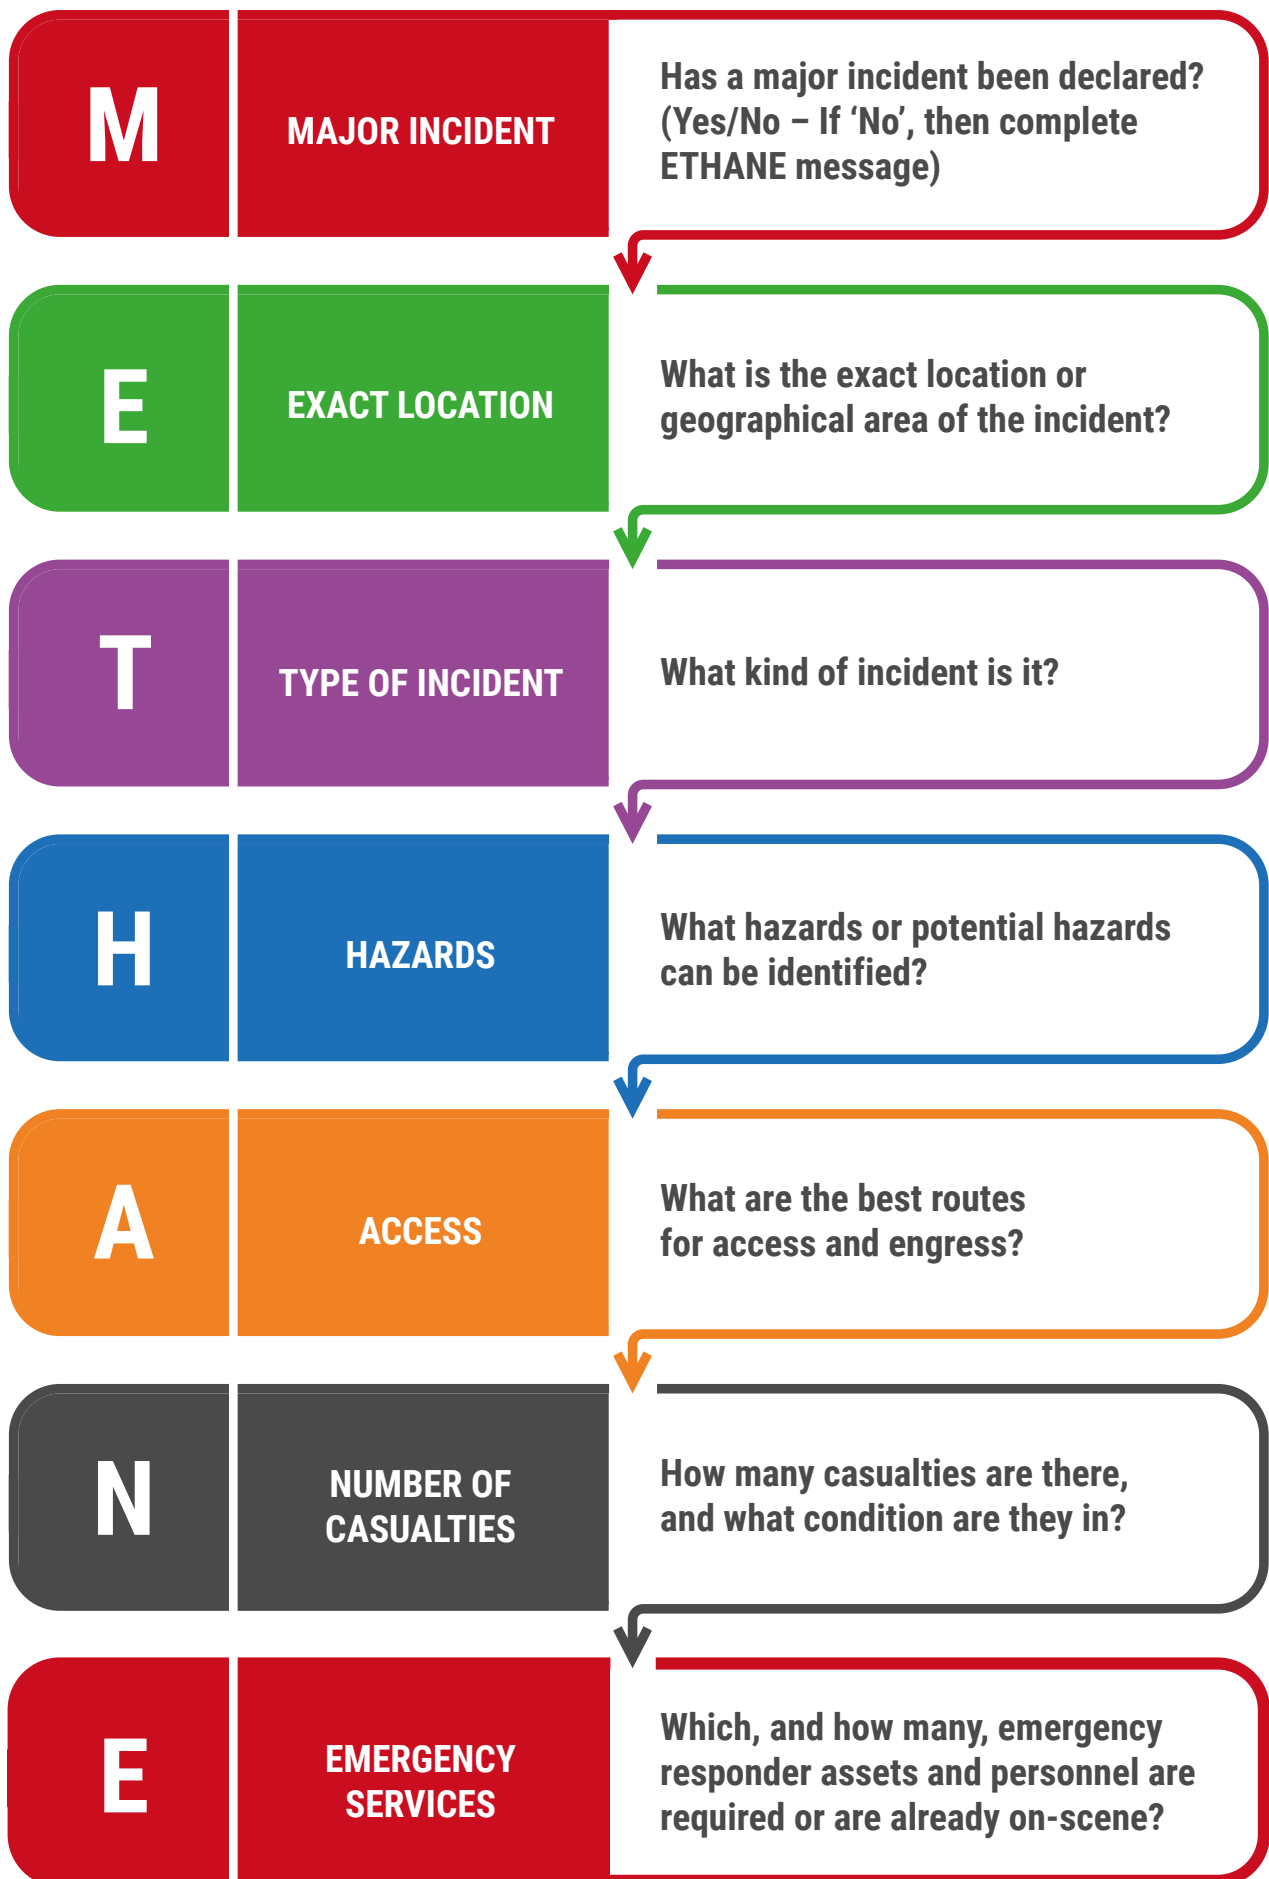 M
MAJOR INCIDENT
Has a major incident been declared?
(Yes/No – If ‘No’, then complete
ETHANE message)
E
EXACT LOCATION
What is the exact location or
geographical area of the incident?
T
TYPE OF INCIDENT
What kind of incident is it?
H
HAZARDS
What hazards or potential hazards
can be identified?
A
ACCESS
What are the best routes
for access and engress?
N
NUMBER OF
CASUALTIES
How many casualties are there,
and what condition are they in?
E
EMERGENCY
SERVICES
Which, and how many, emergency
responder assets and personnel are
required or are already on-scene?